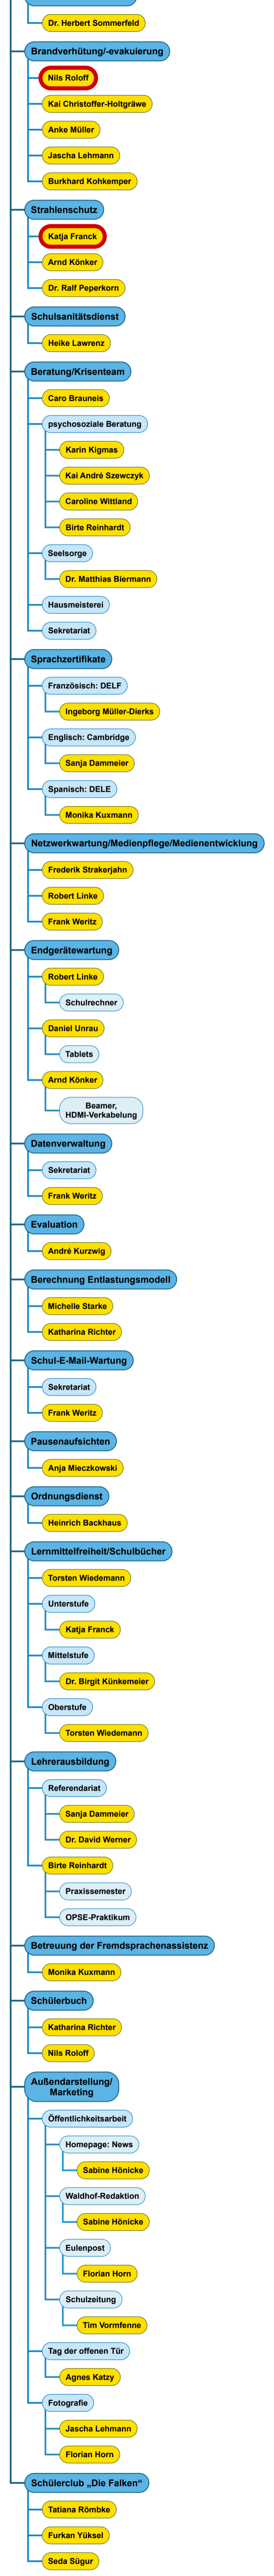 Dr. Herbert Sommerfeld
Brandverhütung/-evakuierung
Nils Roloff
Kai Christoffer-Holtgräwe
Anke Müller
Jascha Lehmann
Burkhard Kohkemper
Strahlenschutz
Katja Franck
Arnd Könker
Dr. Ralf Peperkorn
Schulsanitätsdienst
Heike Lawrenz
Beratung/Krisenteam
Caro Brauneis
psychosoziale Beratung
Karin Kigmas
Kai André Szewczyk
Caroline Wittland
Birte Reinhardt
Seelsorge
Dr. Matthias Biermann
Hausmeisterei
Sekretariat
Sprachzertifikate
Französisch: DELF
Ingeborg Müller-Dierks
Englisch: Cambridge
Sanja Dammeier
Spanisch: DELE
Monika Kuxmann
Netzwerkwartung/Medienpflege/Medienentwicklung
Frederik Strakerjahn
Robert Linke
Frank Weritz
Endgerätewartung
Robert Linke
Schulrechner
Daniel Unrau
Tablets
Arnd Könker
Beamer,
HDMI-Verkabelung
Datenverwaltung
Sekretariat
Frank Weritz
Evaluation
André Kurzwig
Berechnung Entlastungsmodell
Michelle Starke
Katharina Richter
Schul-E-Mail-Wartung
Sekretariat
Frank Weritz
Pausenaufsichten
Anja Mieczkowski
Ordnungsdienst
Heinrich Backhaus
Lernmittelfreiheit/Schulbücher
Torsten Wiedemann
Unterstufe
Katja Franck
Mittelstufe
Dr. Birgit Künkemeier
Oberstufe
Torsten Wiedemann
Lehrerausbildung
Referendariat
Sanja Dammeier
Dr. David Werner
Birte Reinhardt
Praxissemester
OPSE-Praktikum
Betreuung der Fremdsprachenassistenz
Monika Kuxmann
Schülerbuch
Katharina Richter
Nils Roloff
Außendarstellung/
Marketing
Öffentlichkeitsarbeit
Homepage: News
Sabine Hönicke
Waldhof-Redaktion
Sabine Hönicke
Eulenpost
Florian Horn
Schulzeitung
Tim Vormfenne
Tag der offenen Tür
Agnes Katzy
Fotografie
Jascha Lehmann
Florian Horn
Schülerclub „Die Falken“
Tatiana Römbke
Furkan Yüksel
Seda Sügur